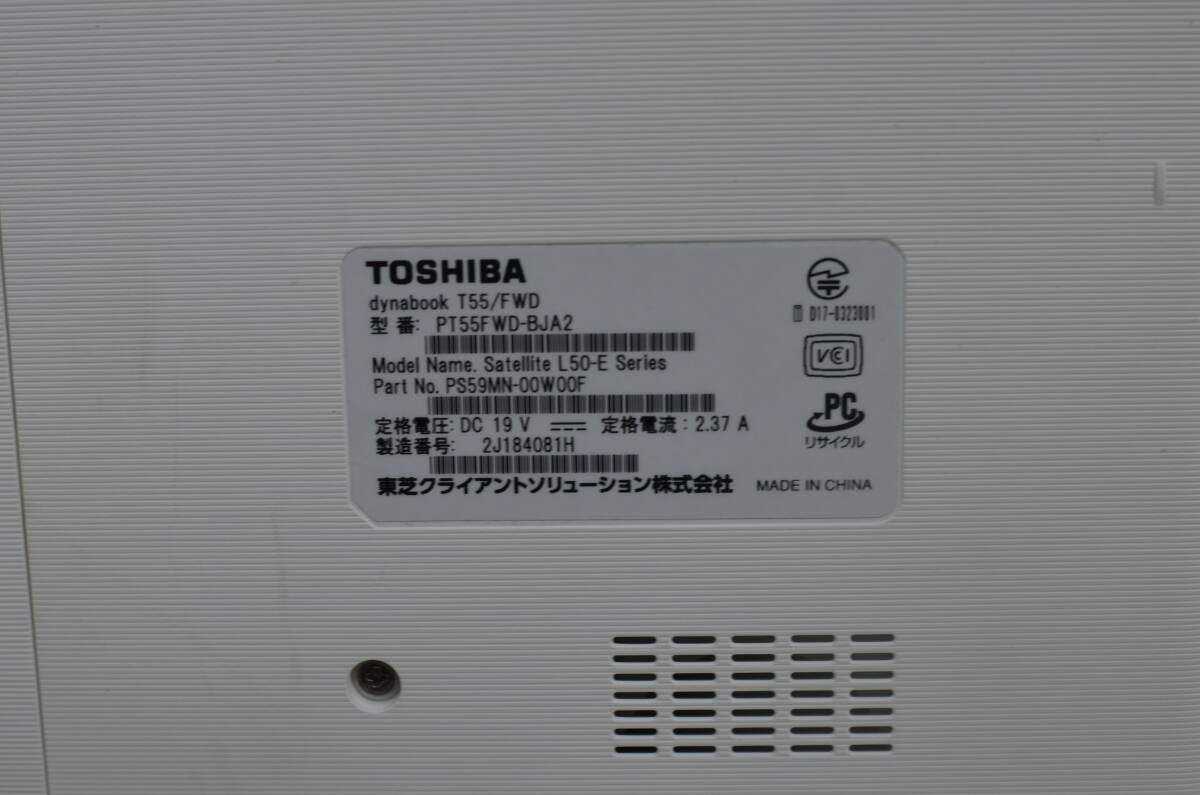 TOSHIBA
dynabook T55/FWD
型 番: PT55FWD-BJA2
Model Name. Satellite L50-E Series
Part No. PS59MN-00W00F
定格電圧: DC 19 V 定格電流: 2.37 A
製造番号: 2J184081H
東芝クライアントソリューション株式会社 MADE IN CHINA
D17-0323001
VCCI
PC
リサイクル